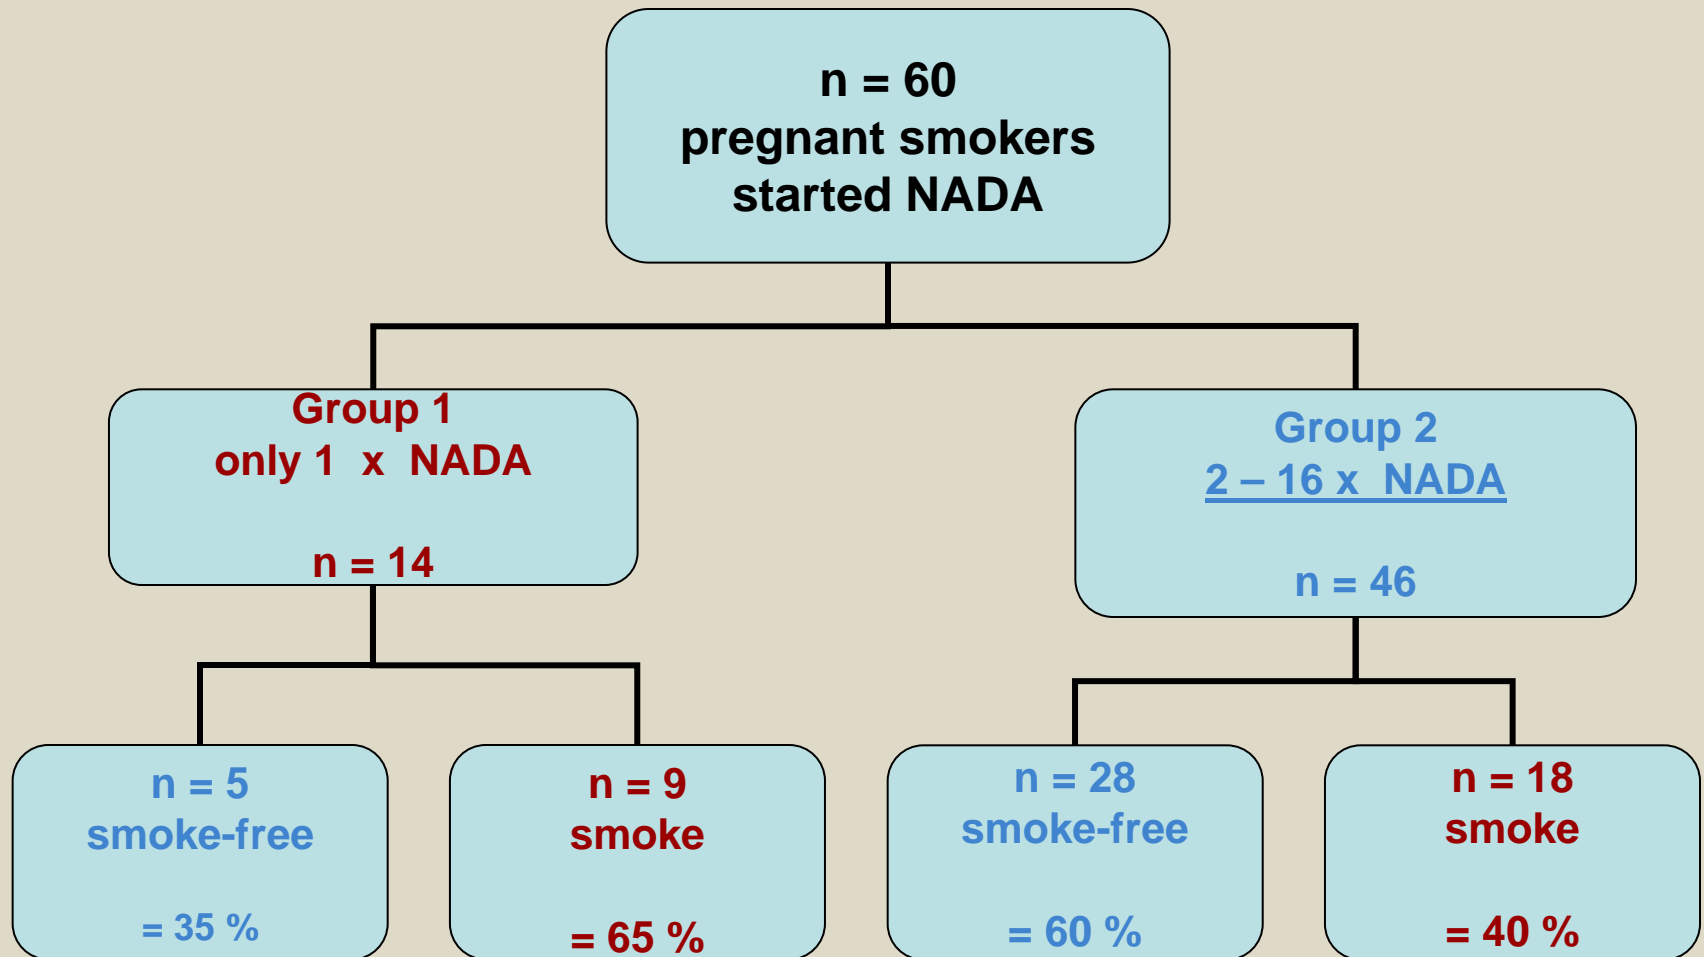 n = 60
pregnant smokers
started NADA
Group 1
only 1 x NADA
n = 14
Group 2
2 – 16 x NADA
n = 46
n = 5
smoke-free
= 35 %
n = 9
smoke
= 65 %
n = 28
smoke-free
= 60 %
n = 18
smoke
= 40 %